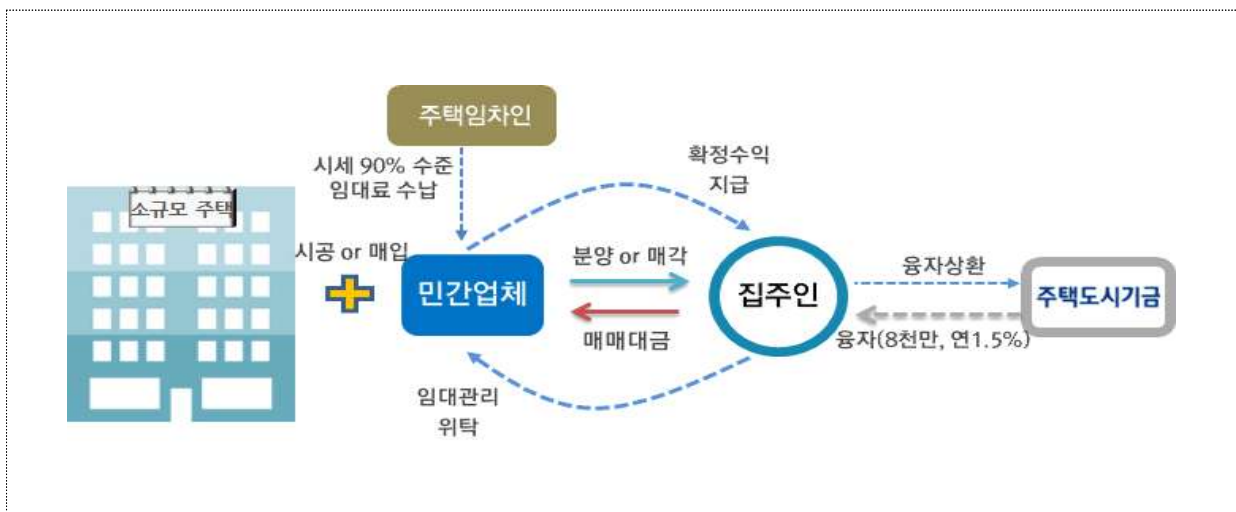 주택임차인
시세 90% 수준
임대료 수납
확정수익
지급
소규모 주택
시공 or 매입
민간업체
분양 or 매각
매매대금
집주인
융자상환
주택도시기금
융자(8천만, 연1.5%)
임대관리
위탁